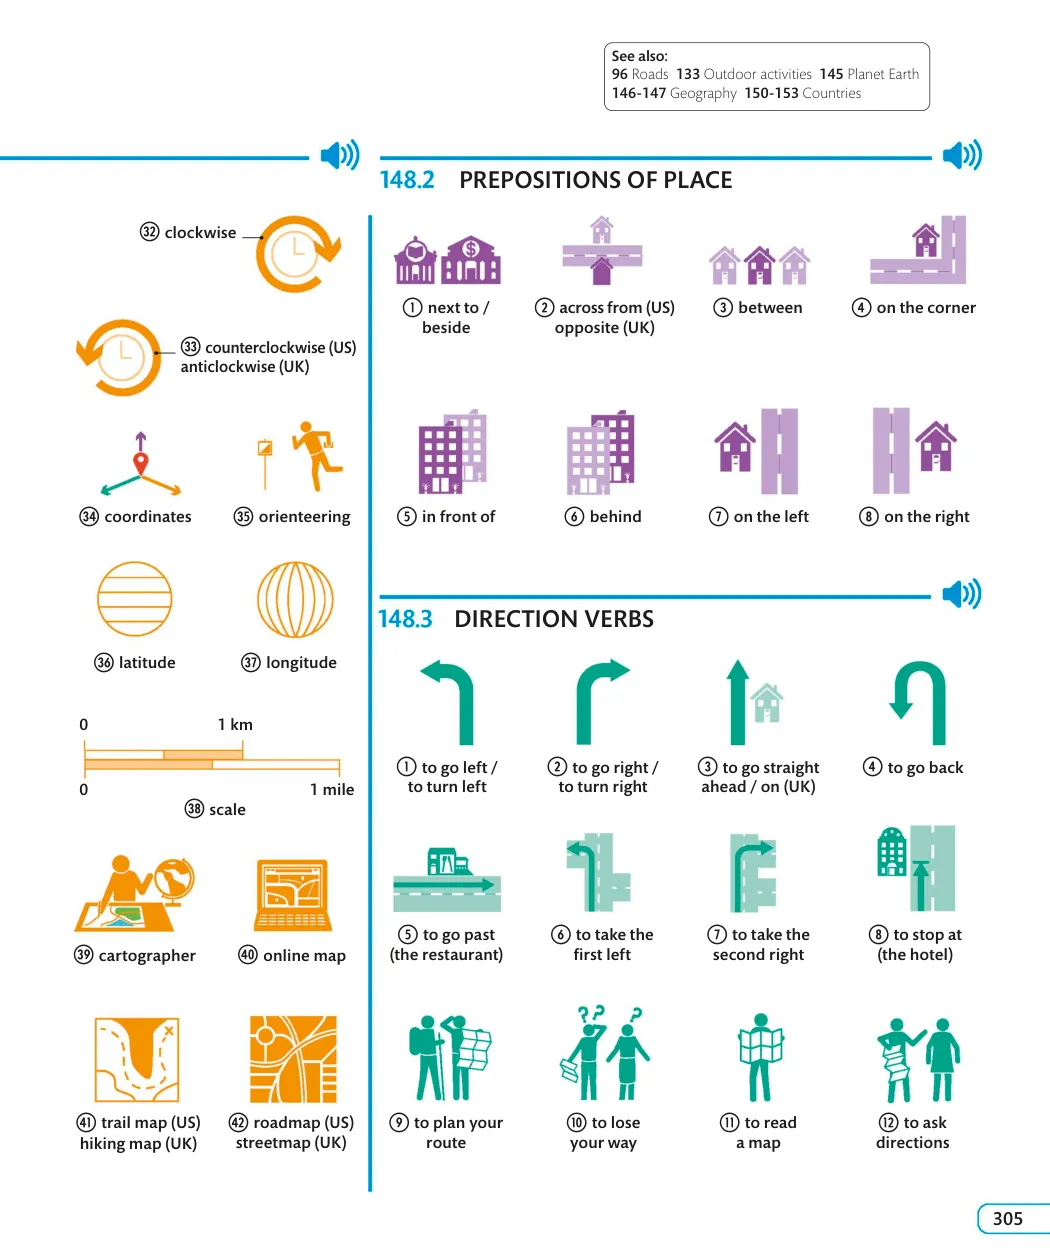 See also:
96 Roads 133 Outdoor activities 145 Planet Earth
146-147 Geography 150-153 Countries
32 clockwise
33 counterclockwise (US)
anticlockwise (UK)
34 coordinates
35 orienteering
36 latitude
37 longitude
0 1 km
0 1 mile
38 scale
39 cartographer
40 online map
41 trail map (US)
hiking map (UK)
42 roadmap (US)
streetmap (UK)
148.2 PREPOSITIONS OF PLACE
1 next to /
beside
2 across from (US)
opposite (UK)
3 between
4 on the corner
5 in front of
6 behind
7 on the left
8 on the right
148.3 DIRECTION VERBS
1 to go left /
to turn left
2 to go right /
to turn right
3 to go straight
ahead / on (UK)
4 to go back
5 to go past
(the restaurant)
6 to take the
first left
7 to take the
second right
8 to stop at
(the hotel)
9 to plan your
route
10 to lose
your way
11 to read
a map
12 to ask
directions
305